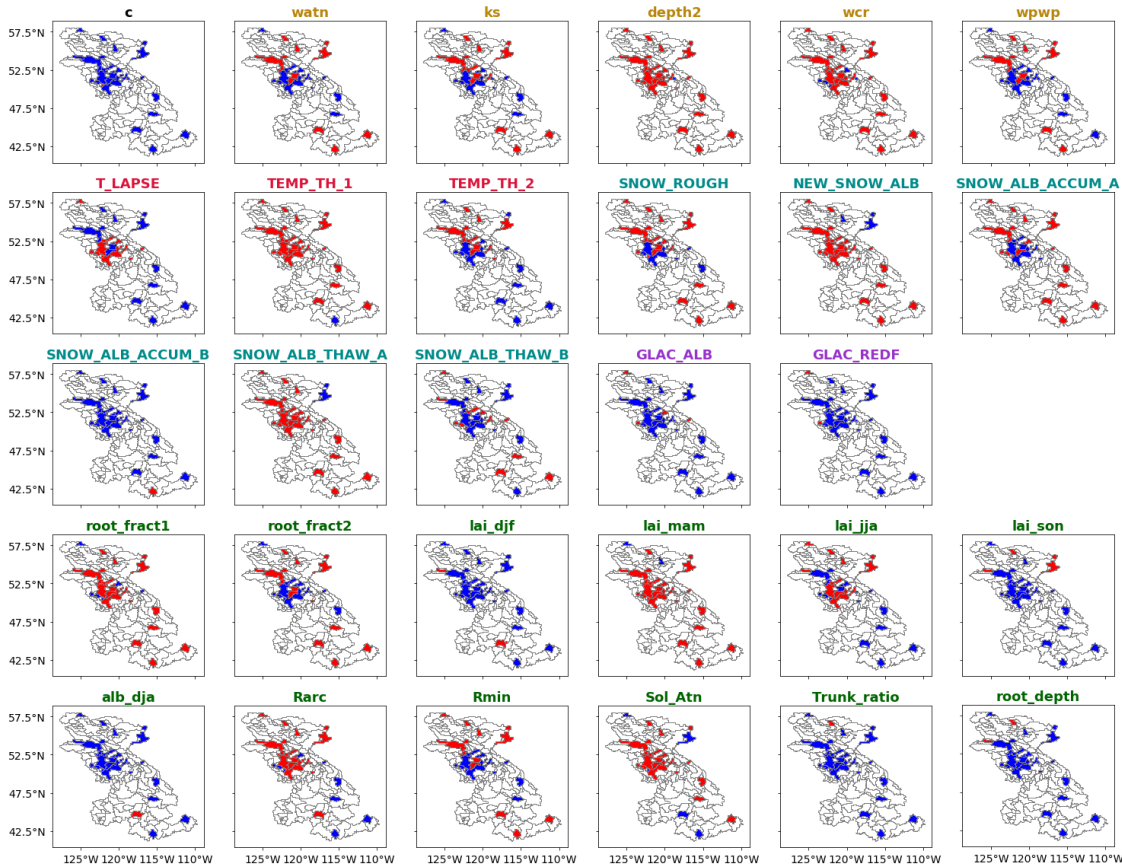 c watn ks depth2 wcr wpwp
57.5°N
52.5°N
47.5°N
42.5°N
T_LAPSE TEMP_TH_1 TEMP_TH_2 SNOW_ROUGH NEW_SNOW_ALB SNOW_ALB_ACCUM_A
57.5°N
52.5°N
47.5°N
42.5°N
SNOW_ALB_ACCUM_B SNOW_ALB_THAW_A SNOW_ALB_THAW_B GLAC_ALB GLAC_REDF
57.5°N
52.5°N
47.5°N
42.5°N
root_fract1 root_fract2 lai_djf lai_mam lai_jja lai_son
57.5°N
52.5°N
47.5°N
42.5°N
alb_dja Rarc Rmin Sol_Atn Trunk_ratio root_depth
57.5°N
52.5°N
47.5°N
42.5°N
125°W 120°W 115°W 110°W 125°W 120°W 115°W 110°W 125°W 120°W 115°W 110°W 125°W 120°W 115°W 110°W 125°W 120°W 115°W 110°W 125°W 120°W 115°W 110°W